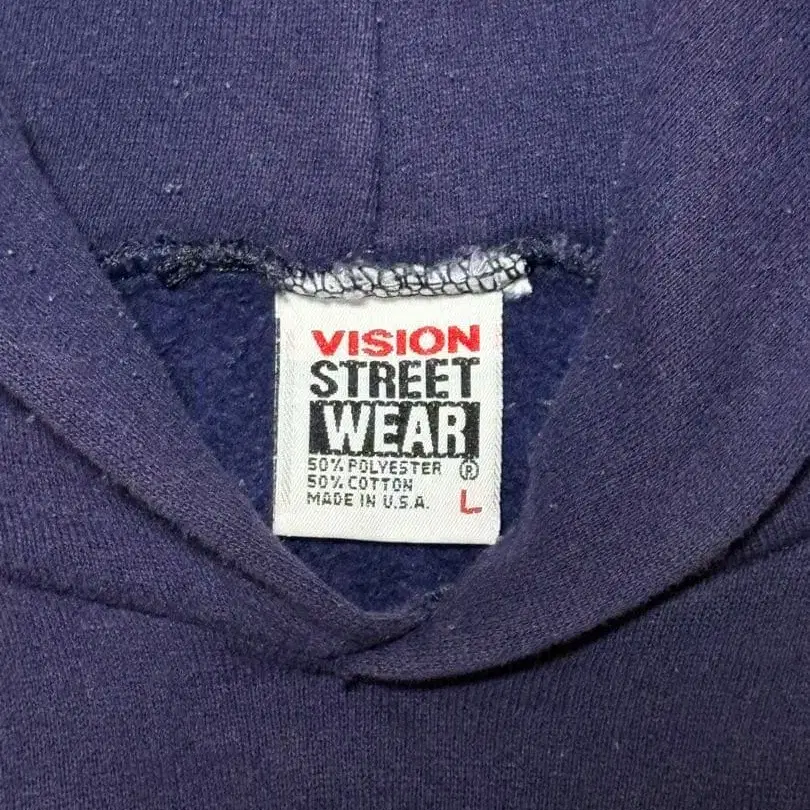 VISION
STREET
WEAR
50% POLYESTER ®
50% COTTON
MADE IN U.S.A. L